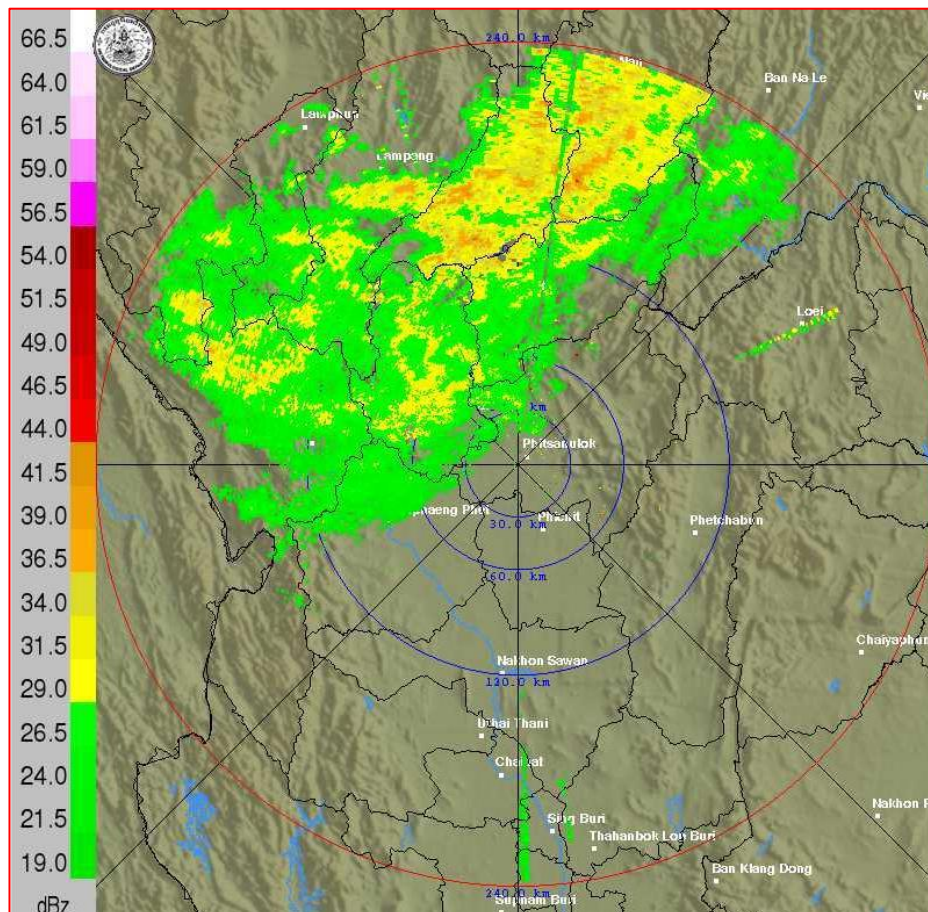 66.5
64.0
61.5
59.0
56.5
54.0
51.5
49.0
46.5
44.0
41.5
39.0
36.5
34.0
31.5
29.0
26.5
24.0
21.5
19.0
dBz
240.0 km
Nan
Ban Na Le
Lamphun
Lampang
Loei
Phitsanulok
Phichit
30.0 km
Phetchabun
60.0 km
Chaiyaphum
Nakhon Sawan
120.0 km
Uthai Thani
Chainat
Sing Buri
Thahanbok Lop Buri
Nakhon
Ban Klang Dong
240.0 km
Suphan Buri